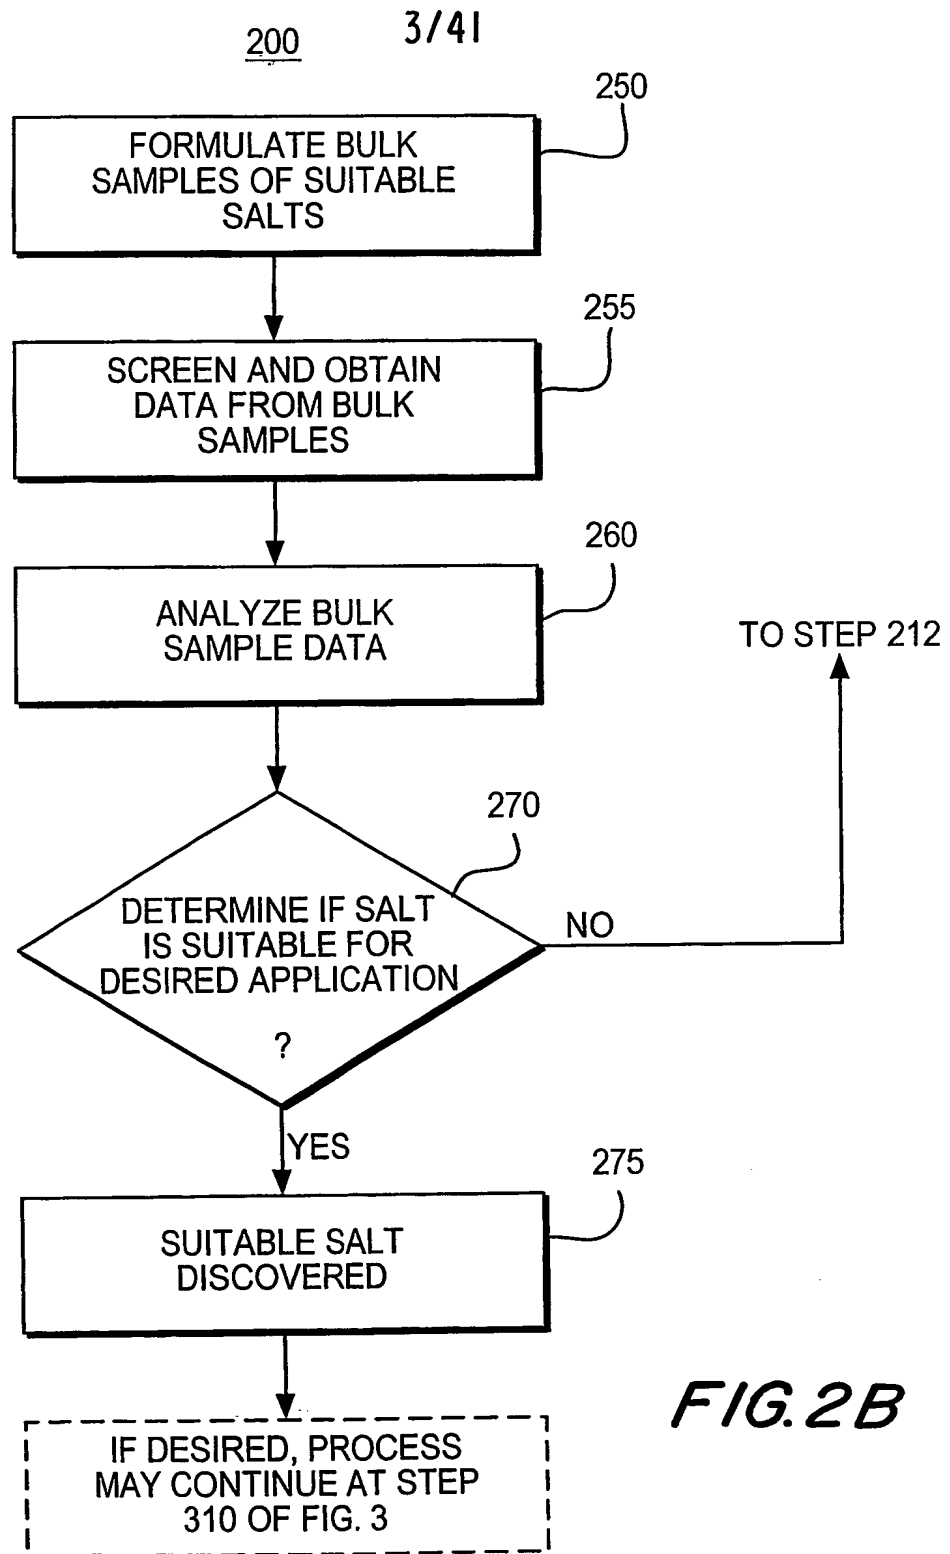 3/41
200
250
FORMULATE BULK
SAMPLES OF SUITABLE
SALTS
255
SCREEN AND OBTAIN
DATA FROM BULK
SAMPLES
260
ANALYZE BULK
SAMPLE DATA
TO STEP 212
270
DETERMINE IF SALT
IS SUITABLE FOR
DESIRED APPLICATION
?
NO
YES
275
SUITABLE SALT
DISCOVERED
FIG. 2B
IF DESIRED, PROCESS
MAY CONTINUE AT STEP
310 OF FIG. 3